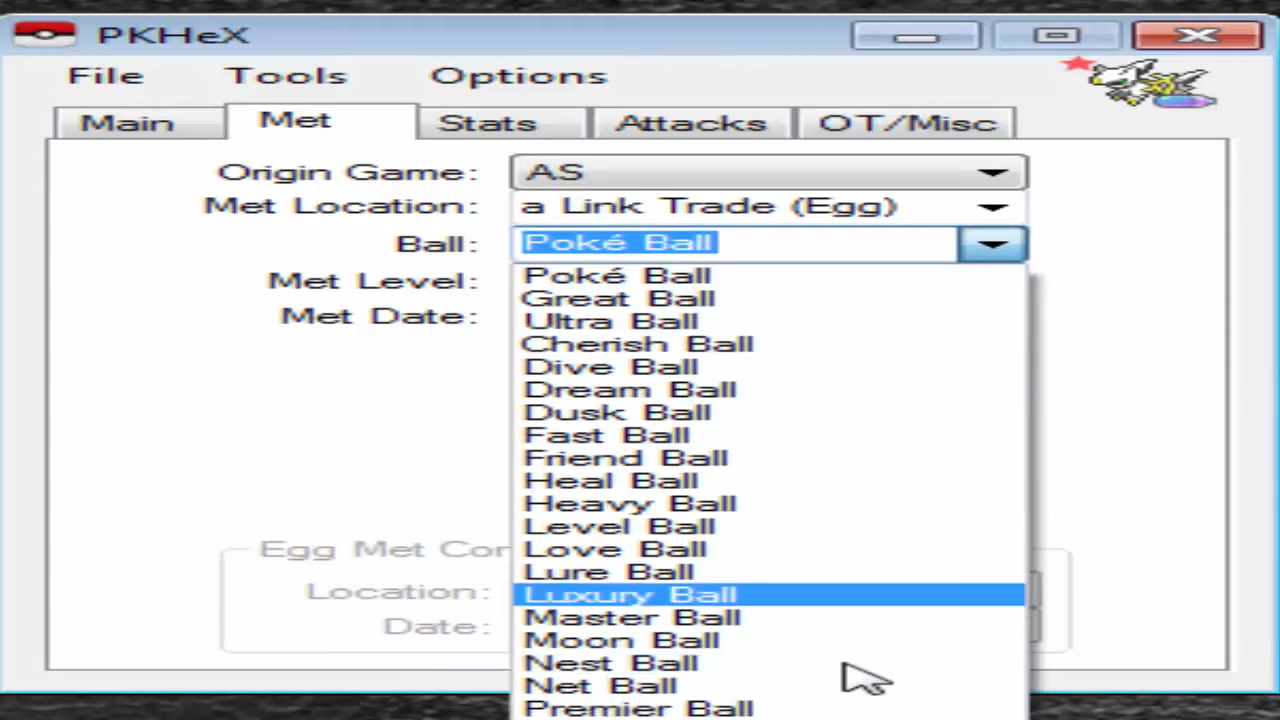 PKHeX
File Tools Options
Main Met Stats Attacks OT/Misc
Origin Game: AS
Met Location: a Link Trade (Egg)
Ball: Poké Ball
Met Level:
Met Date:
Poké Ball
Great Ball
Ultra Ball
Cherish Ball
Dive Ball
Dream Ball
Dusk Ball
Fast Ball
Friend Ball
Heal Ball
Heavy Ball
Level Ball
Love Ball
Lure Ball
Luxury Ball
Master Ball
Moon Ball
Nest Ball
Net Ball
Premier Ball
Egg Met Con
Location:
Date: